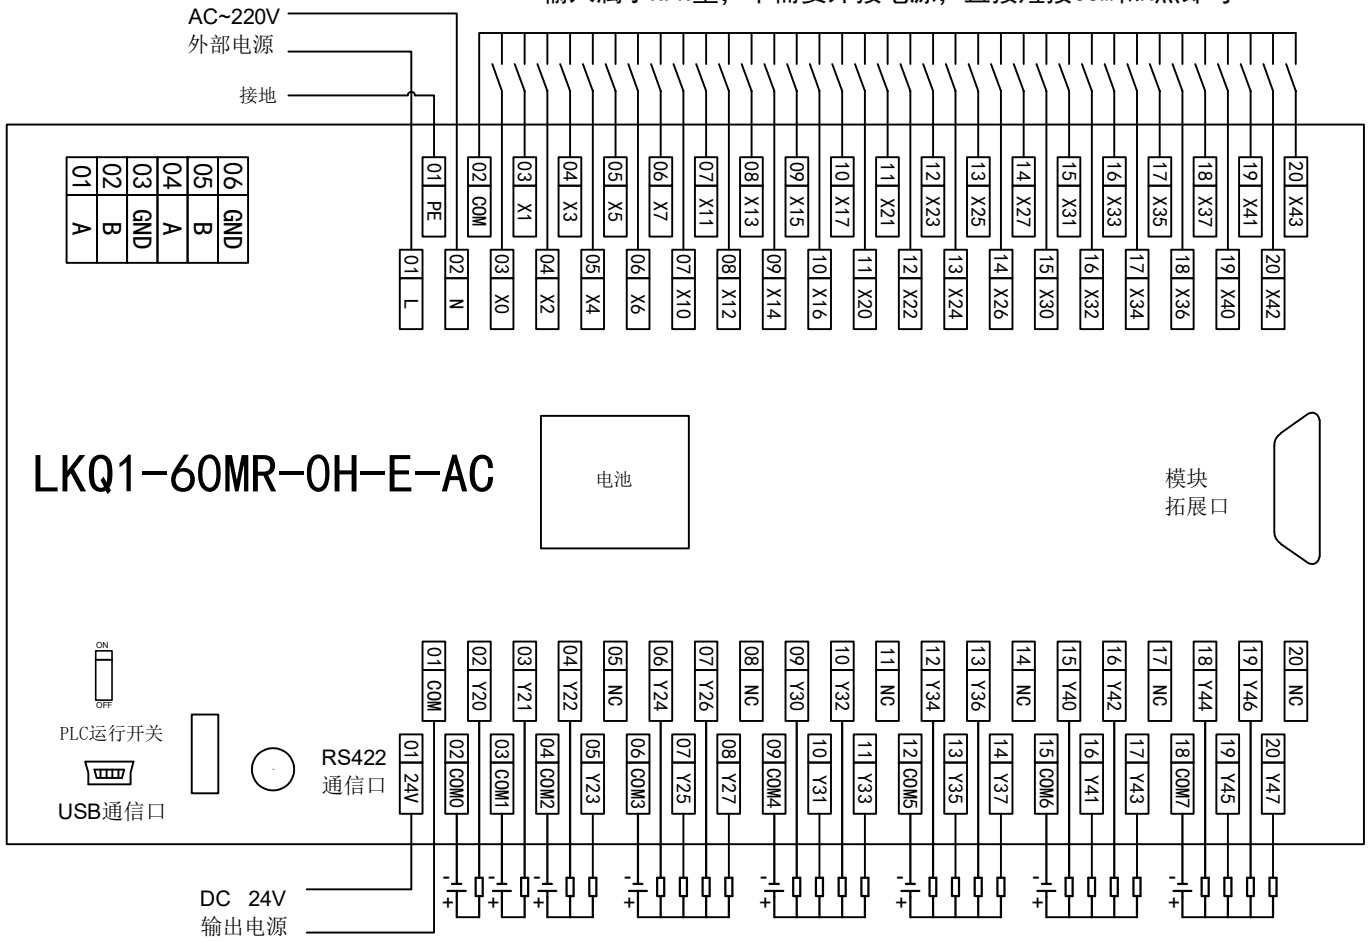 不需要外接电源，直接
AC~220V
外部电源
接地
01 A
02 B
03 GND
04 A
05 B
06 GND
01 PE
02 COM
03 X1
04 X3
05 X5
06 X7
07 X11
08 X13
09 X15
10 X17
11 X21
12 X23
13 X25
14 X27
15 X31
16 X33
17 X35
18 X37
19 X41
20 X43
01 L
02 N
03 X0
04 X2
05 X4
06 X6
07 X10
08 X12
09 X14
10 X16
11 X20
12 X22
13 X24
14 X26
15 X30
16 X32
17 X34
18 X36
19 X40
20 X42
LKQ1-60MR-0H-E-AC
电池
模块
拓展口
ON
OFF
PLC运行开关
USB通信口
RS422
通信口
01 COM
02 Y20
03 Y21
04 Y22
05 NC
06 Y24
07 Y26
08 NC
09 Y30
10 Y32
11 NC
12 Y34
13 Y36
14 NC
15 Y40
16 Y42
17 NC
18 Y44
19 Y46
20 NC
01 24V
02 COM0
03 COM1
04 COM2
05 Y23
06 COM3
07 Y25
08 Y27
09 COM4
10 Y31
11 Y33
12 COM5
13 Y35
14 Y37
15 COM6
16 Y41
17 Y43
18 COM7
19 Y45
20 Y47
- - - - - - - -
+ + + + + + + +
DC 24V
输出电源